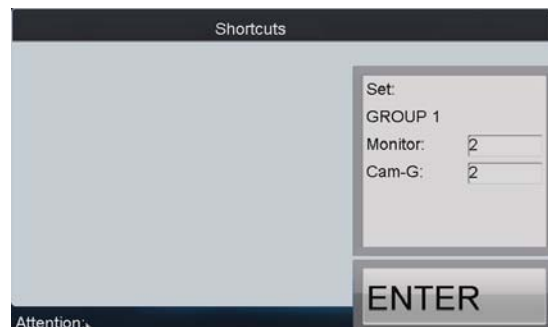 Shortcuts
Set:
GROUP 1
Monitor: 2
Cam-G: 2
ENTER
Attention: